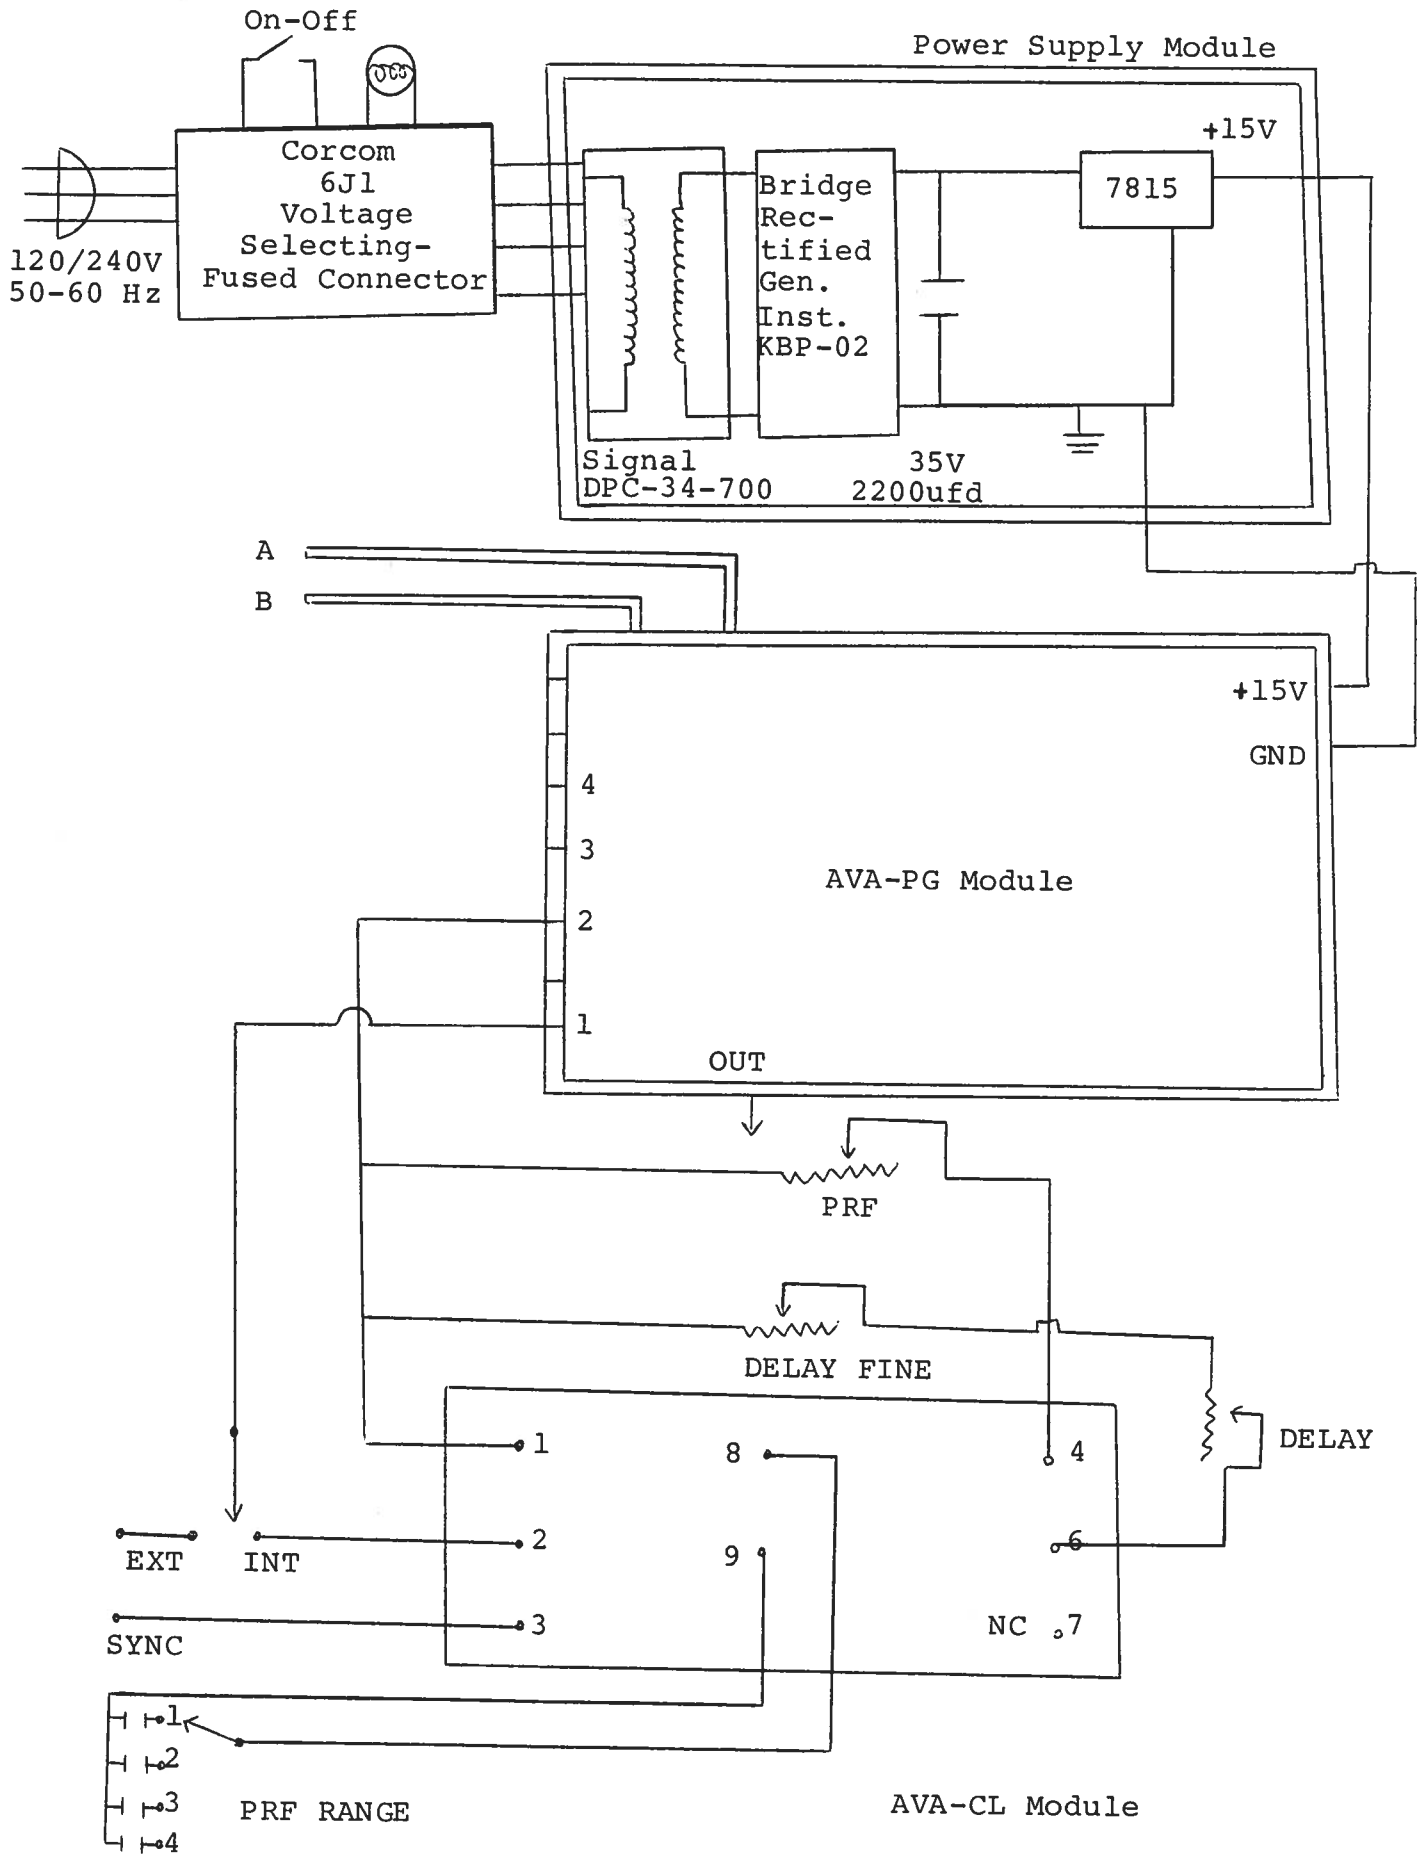 On-Off
Power Supply Module
+15V
Corcom
6J1
Voltage
Selecting-
Fused Connector
120/240V
50-60 Hz
Bridge
Rec-
tified
Gen.
Inst.
KBP-02
7815
Signal
DPC-34-700
35V
2200ufd
A
B
+15V
GND
4
3
2
1
AVA-PG Module
OUT
PRF
DELAY FINE
DELAY
1
8
4
2
9
6
EXT
INT
3
NC
7
SYNC
1
2
3
4
PRF RANGE
AVA-CL Module